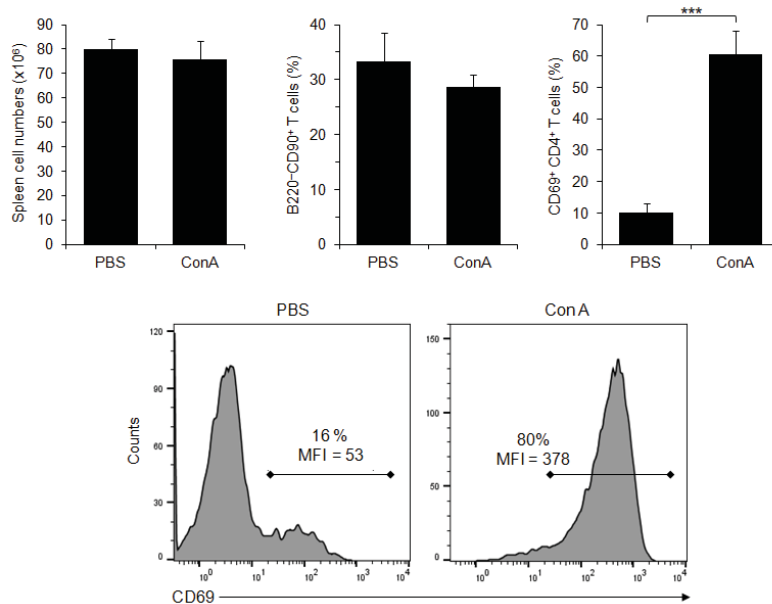 Spleen cell numbers (x10⁶)
90
80
70
60
50
40
30
20
10
0
PBS ConA
B220⁻CD90⁺ T cells (%)
40
30
20
10
0
PBS ConA
CD69⁺ CD4⁺ T cells (%)
70
60
50
40
30
20
10
0
***
PBS ConA
PBS
Counts
120
90
60
30
0
16 %
MFI = 53
10⁰ 10¹ 10² 10³ 10⁴
Con A
150
100
50
0
80%
MFI = 378
10⁰ 10¹ 10² 10³ 10⁴
CD69